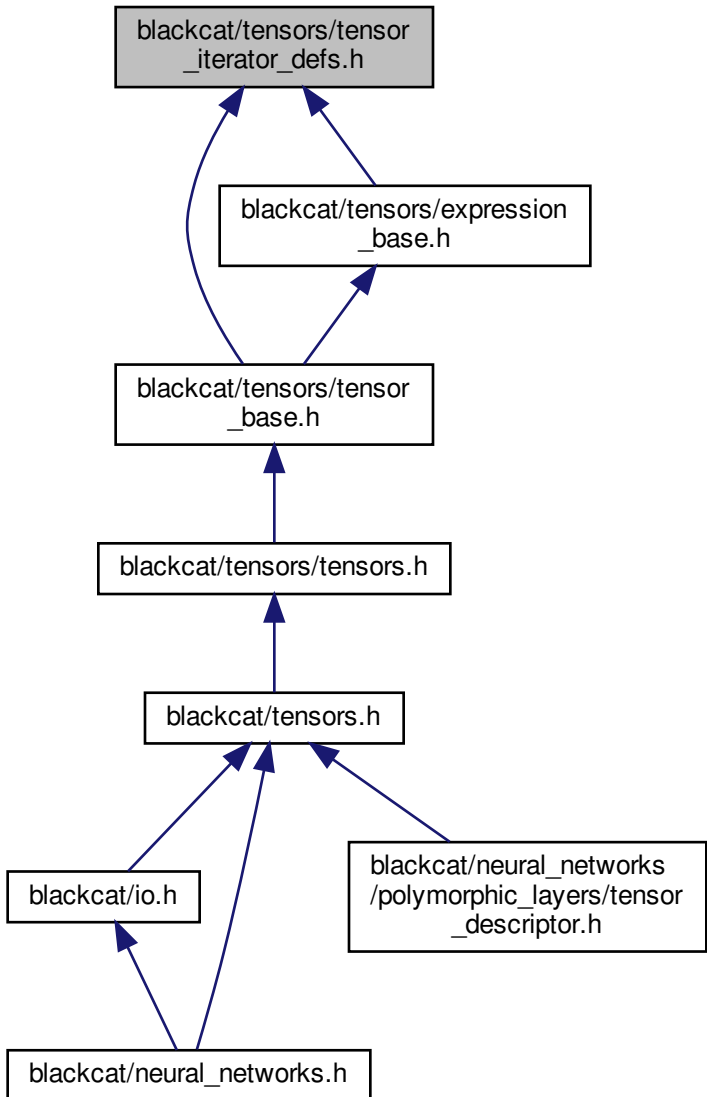 blackcat/tensors/tensor
_iterator_defs.h
blackcat/tensors/expression
_base.h
blackcat/tensors/tensor
_base.h
blackcat/tensors/tensors.h
blackcat/tensors.h
blackcat/io.h
blackcat/neural_networks
/polymorphic_layers/tensor
_descriptor.h
blackcat/neural_networks.h